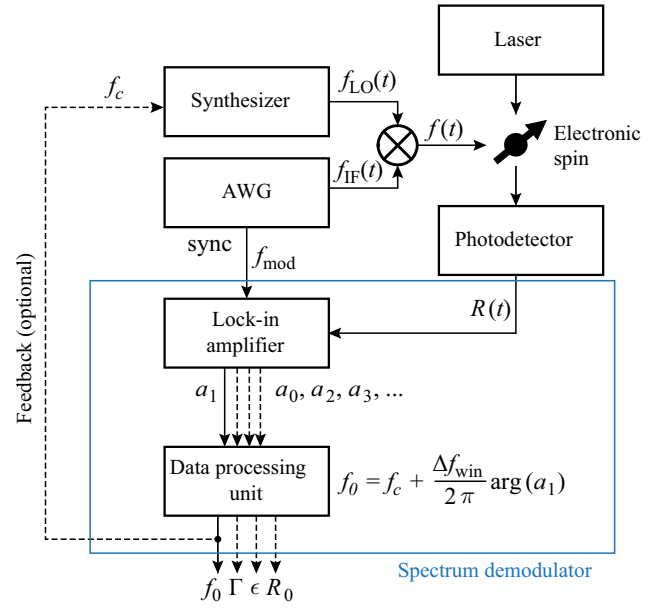 Laser
f_c
Synthesizer
f_LO(t)
f(t)
Electronic
spin
AWG
f_IF(t)
sync
f_mod
Photodetector
R(t)
Feedback (optional)
Lock-in
amplifier
a_1
a_0, a_2, a_3, ...
Data processing
unit
f_0 = f_c + Δf_win / 2π arg(a_1)
Spectrum demodulator
f_0 Γ ϵ R_0